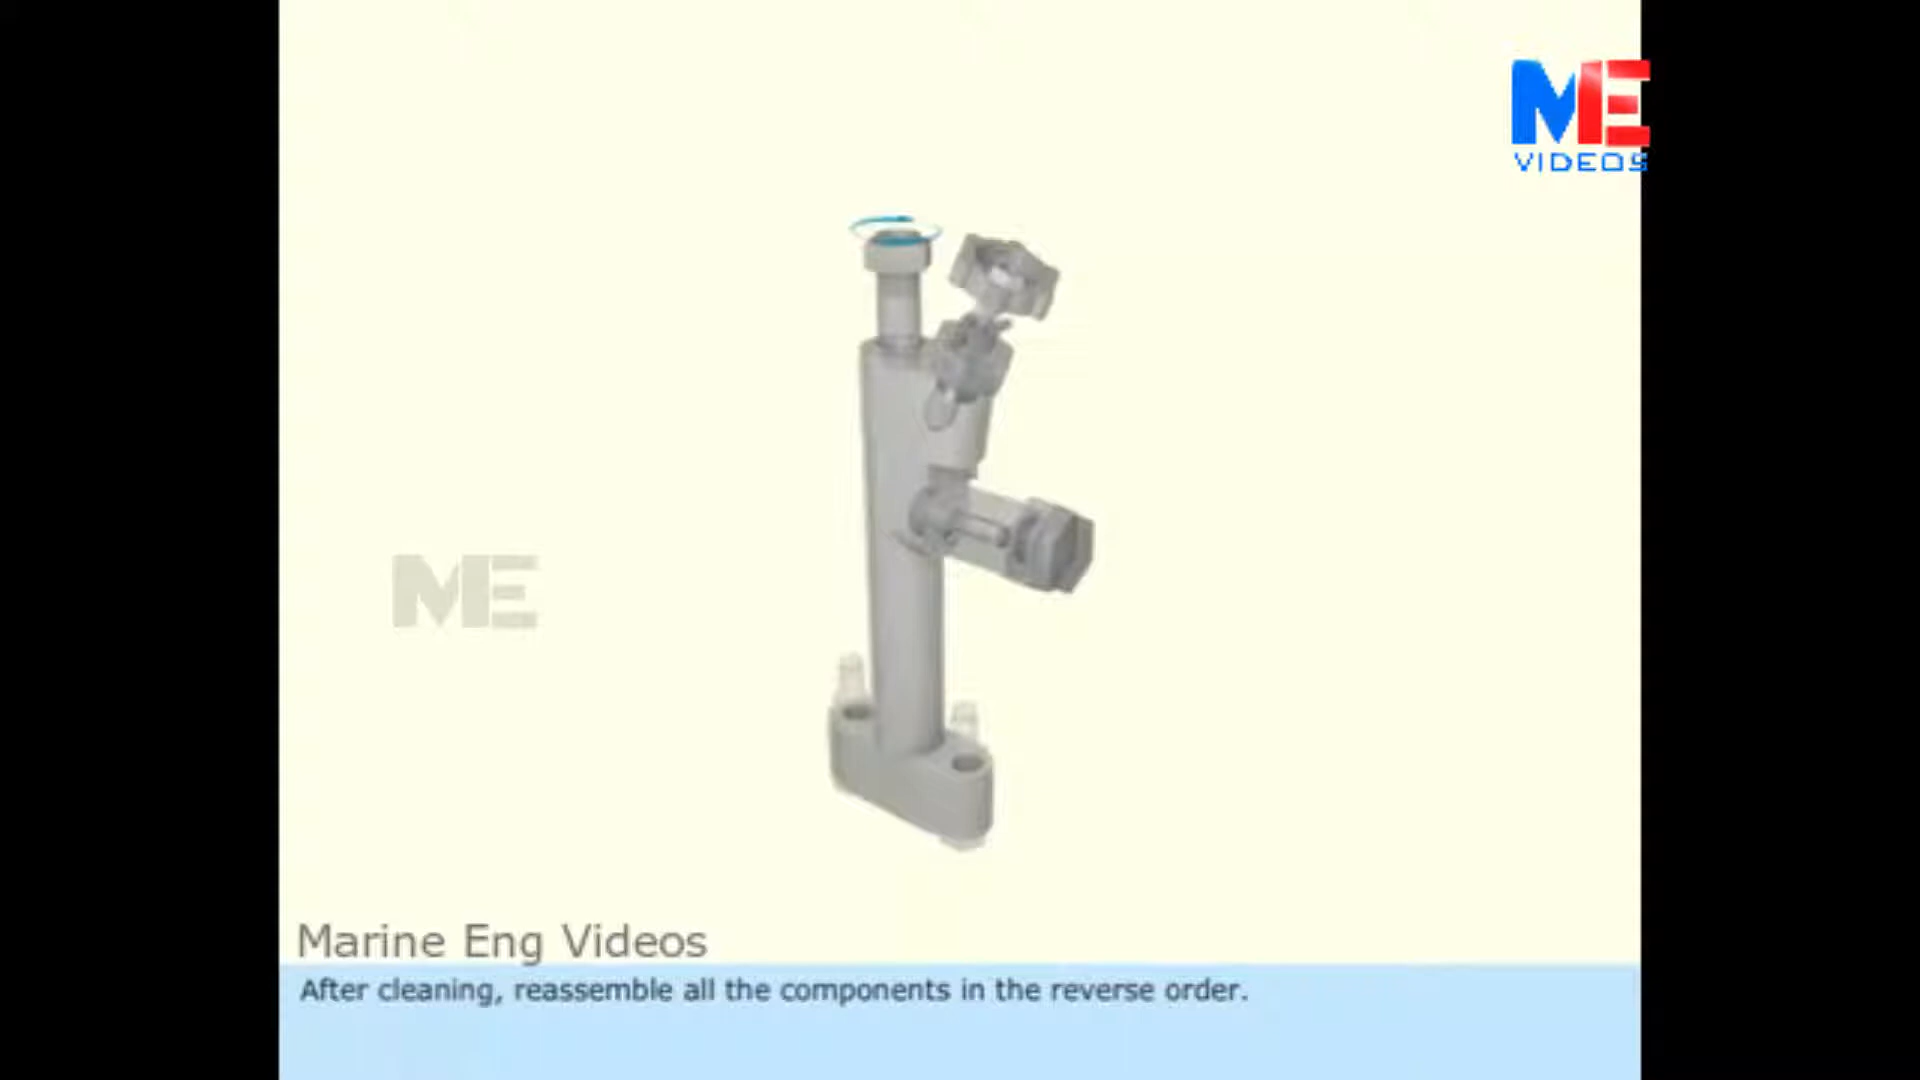 ME
VIDEOS
ME
Marine Eng Videos
After cleaning, reassemble all the components in the reverse order.